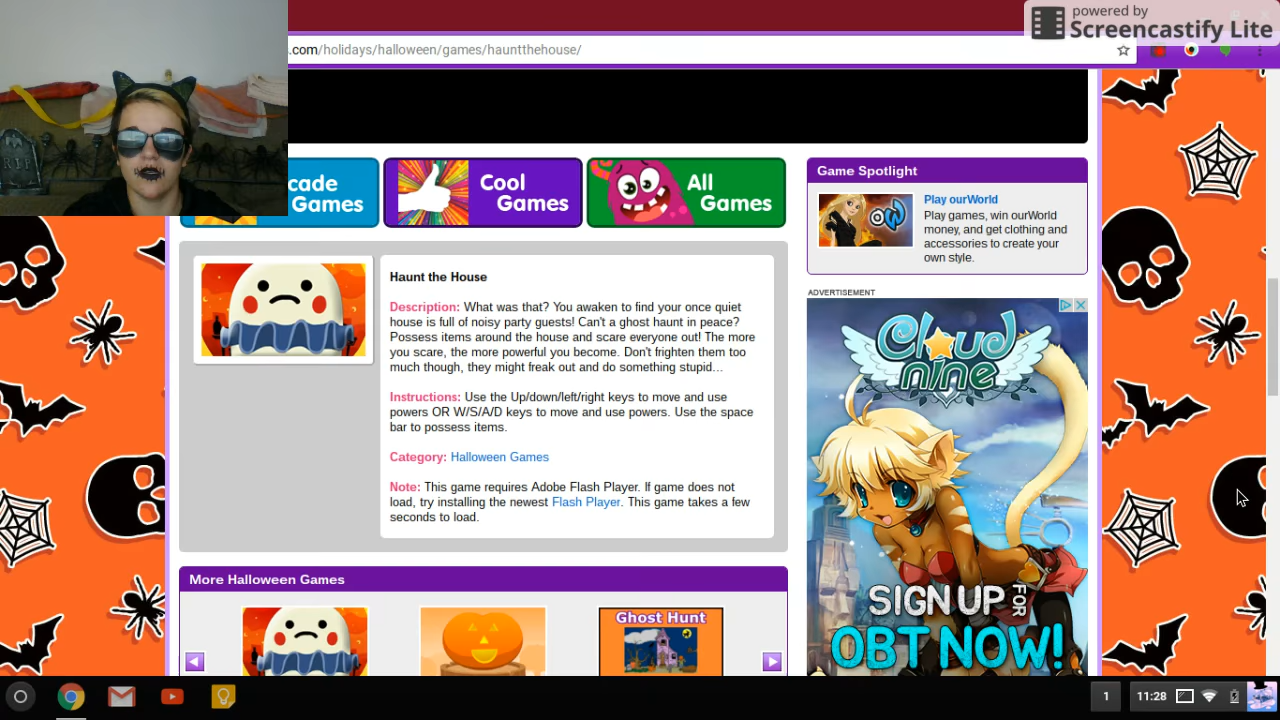 powered by
Screencastify Lite
.com/holidays/halloween/games/hauntthehouse/
RIP
cade
Games
Cool
Games
All
Games
Game Spotlight
ow
Play ourWorld
Play games, win ourWorld
money, and get clothing and
accessories to create your
own style.
Haunt the House
Description: What was that? You awaken to find your once quiet
house is full of noisy party guests! Can't a ghost haunt in peace?
Possess items around the house and scare everyone out! The more
you scare, the more powerful you become. Don't frighten them too
much though, they might freak out and do something stupid...
Instructions: Use the Up/down/left/right keys to move and use
powers OR W/S/A/D keys to move and use powers. Use the space
bar to possess items.
Category: Halloween Games
Note: This game requires Adobe Flash Player. If game does not
load, try installing the newest Flash Player. This game takes a few
seconds to load.
ADVERTISEMENT
Cloud
nine
SIGN UP FOR
OBT NOW!
More Halloween Games
Ghost Hunt
1
11:28